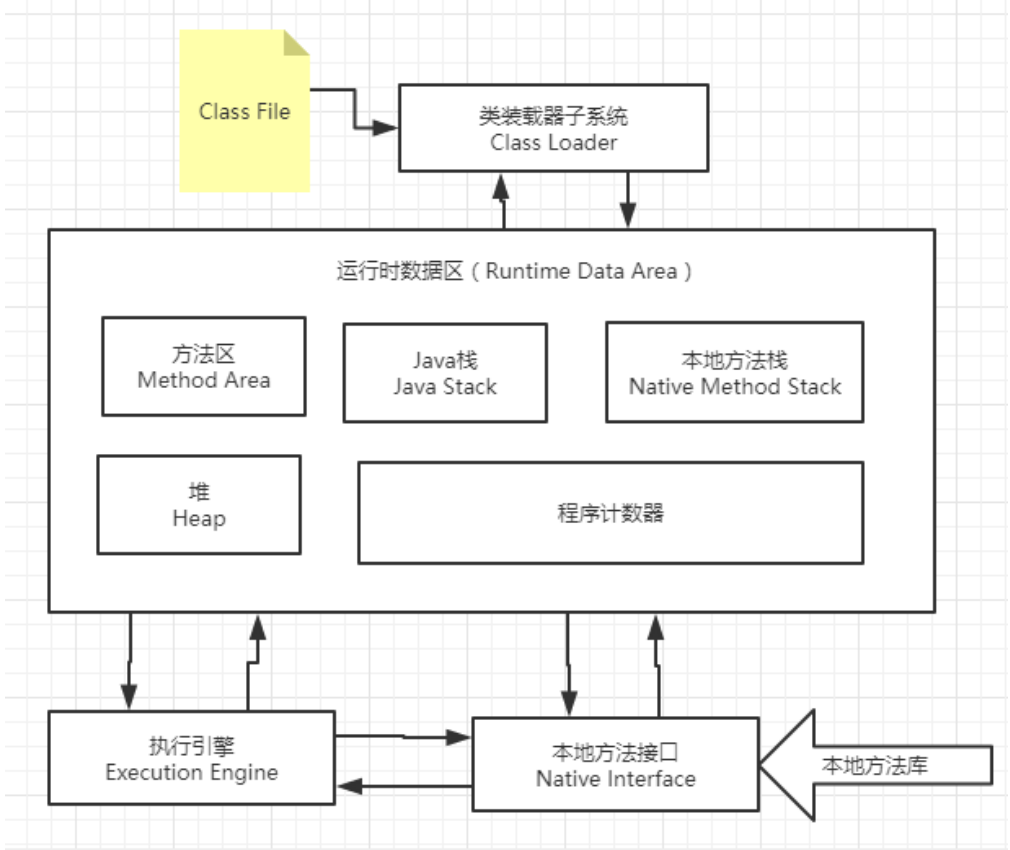 Class File
类装载器子系统
Class Loader
运行时数据区（Runtime Data Area）
方法区
Method Area
Java栈
Java Stack
本地方法栈
Native Method Stack
堆
Heap
程序计数器
执行引擎
Execution Engine
本地方法接口
Native Interface
本地方法库